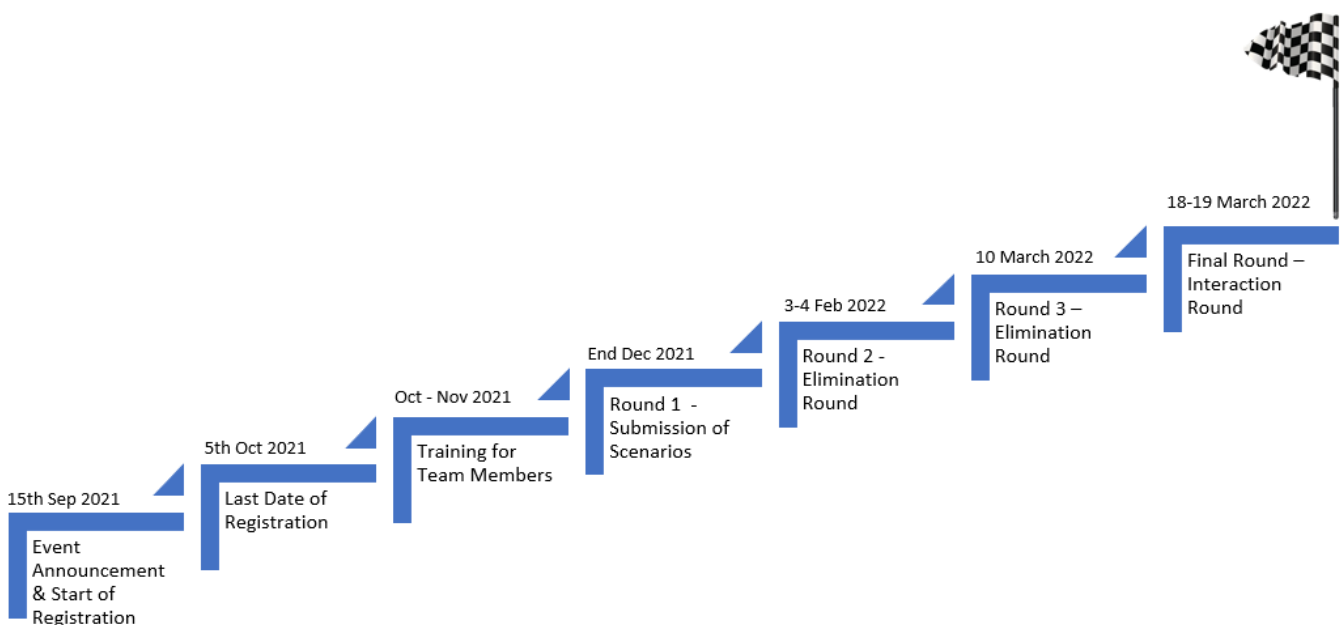 15th Sep 2021
Event
Announcement
& Start of
Registration
5th Oct 2021
Last Date of
Registration
Oct - Nov 2021
Training for
Team Members
End Dec 2021
Round 1  -
Submission of
Scenarios
3-4 Feb 2022
Round 2 -
Elimination
Round
10 March 2022
Round 3 –
Elimination
Round
18-19 March 2022
Final Round –
Interaction
Round